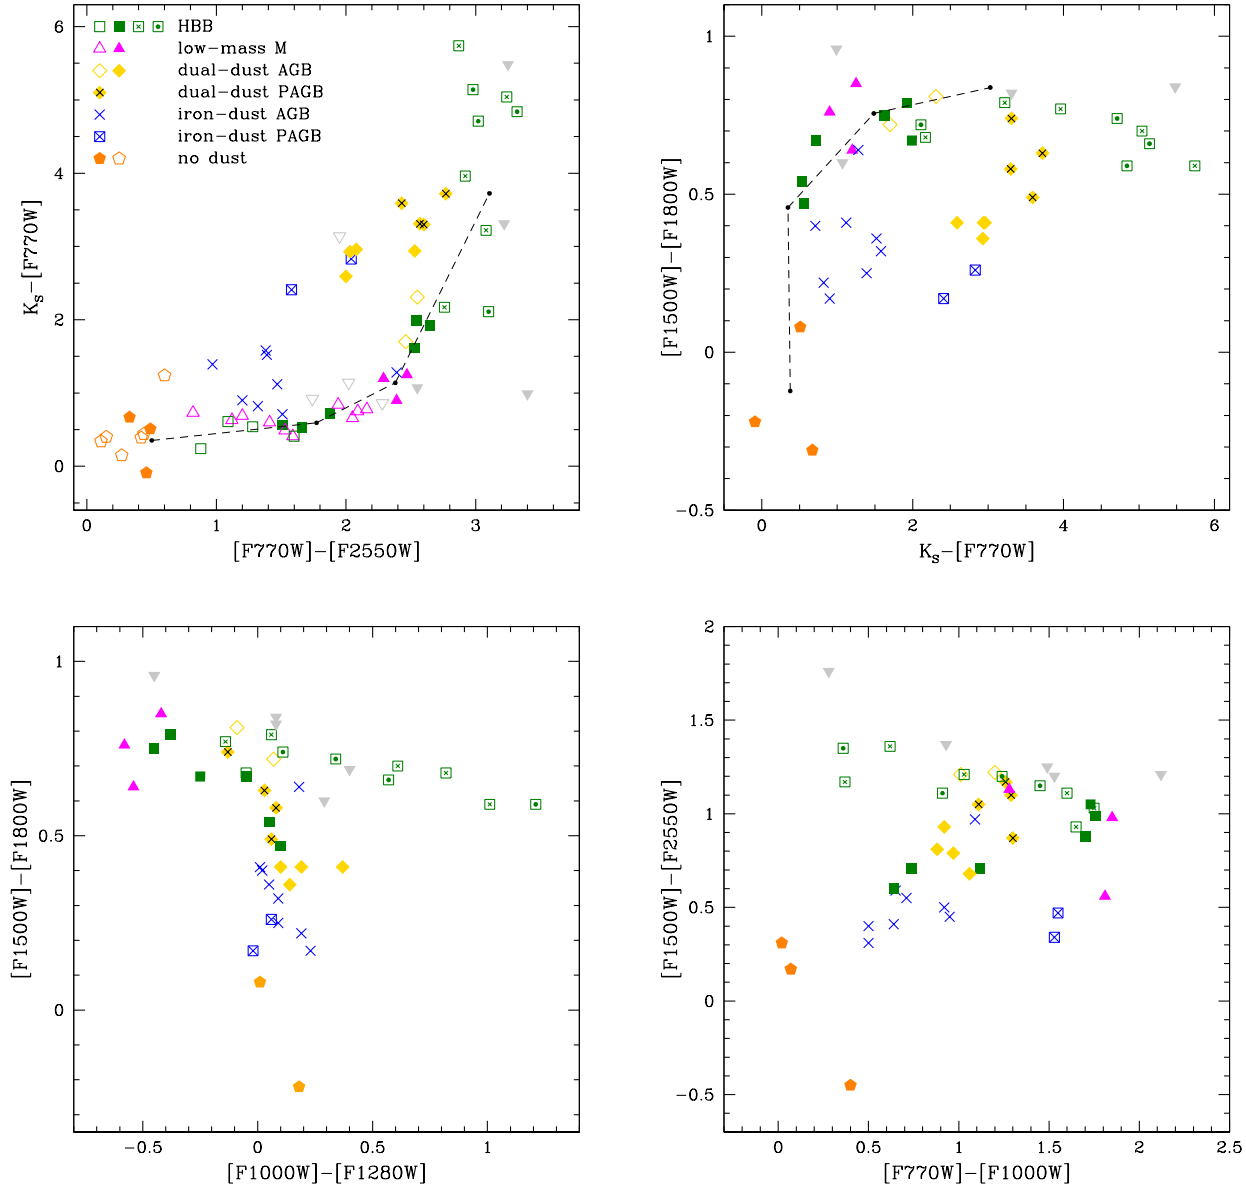 6
4
2
0
K_S−[F770W]
HBB
low−mass M
dual−dust AGB
dual−dust PAGB
iron−dust AGB
iron−dust PAGB
no dust
0
1
2
3
[F770W]−[F2550W]
1
0.5
0
−0.5
[F1500W]−[F1800W]
0
2
4
6
K_S−[F770W]
1
0.5
0
[F1500W]−[F1800W]
−0.5
0
0.5
1
[F1000W]−[F1280W]
2
1.5
1
0.5
0
−0.5
[F1500W]−[F2550W]
0
0.5
1
1.5
2
2.5
[F770W]−[F1000W]